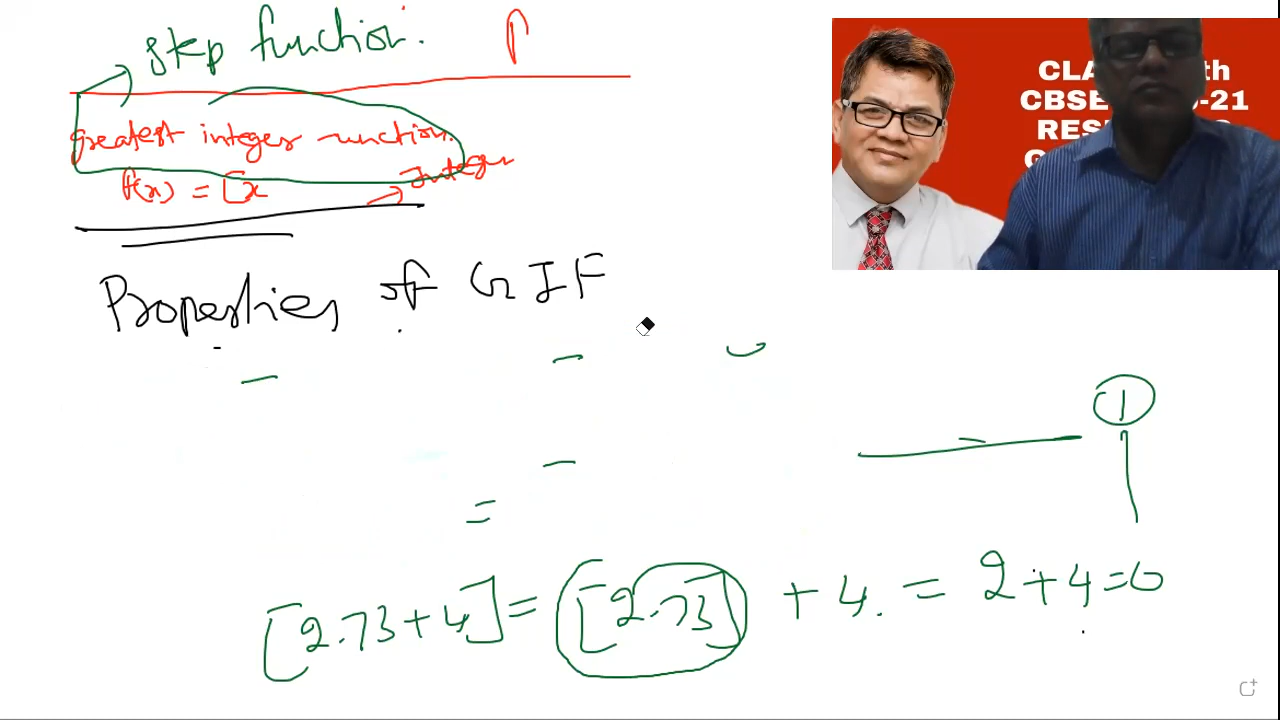 step function.
greatest integer function.
f(x) = [x
Integer
Properties of GIF
1
[2.73+4] = [2.73] + 4. = 2+4=6
CLA th
CBSE -21
RES